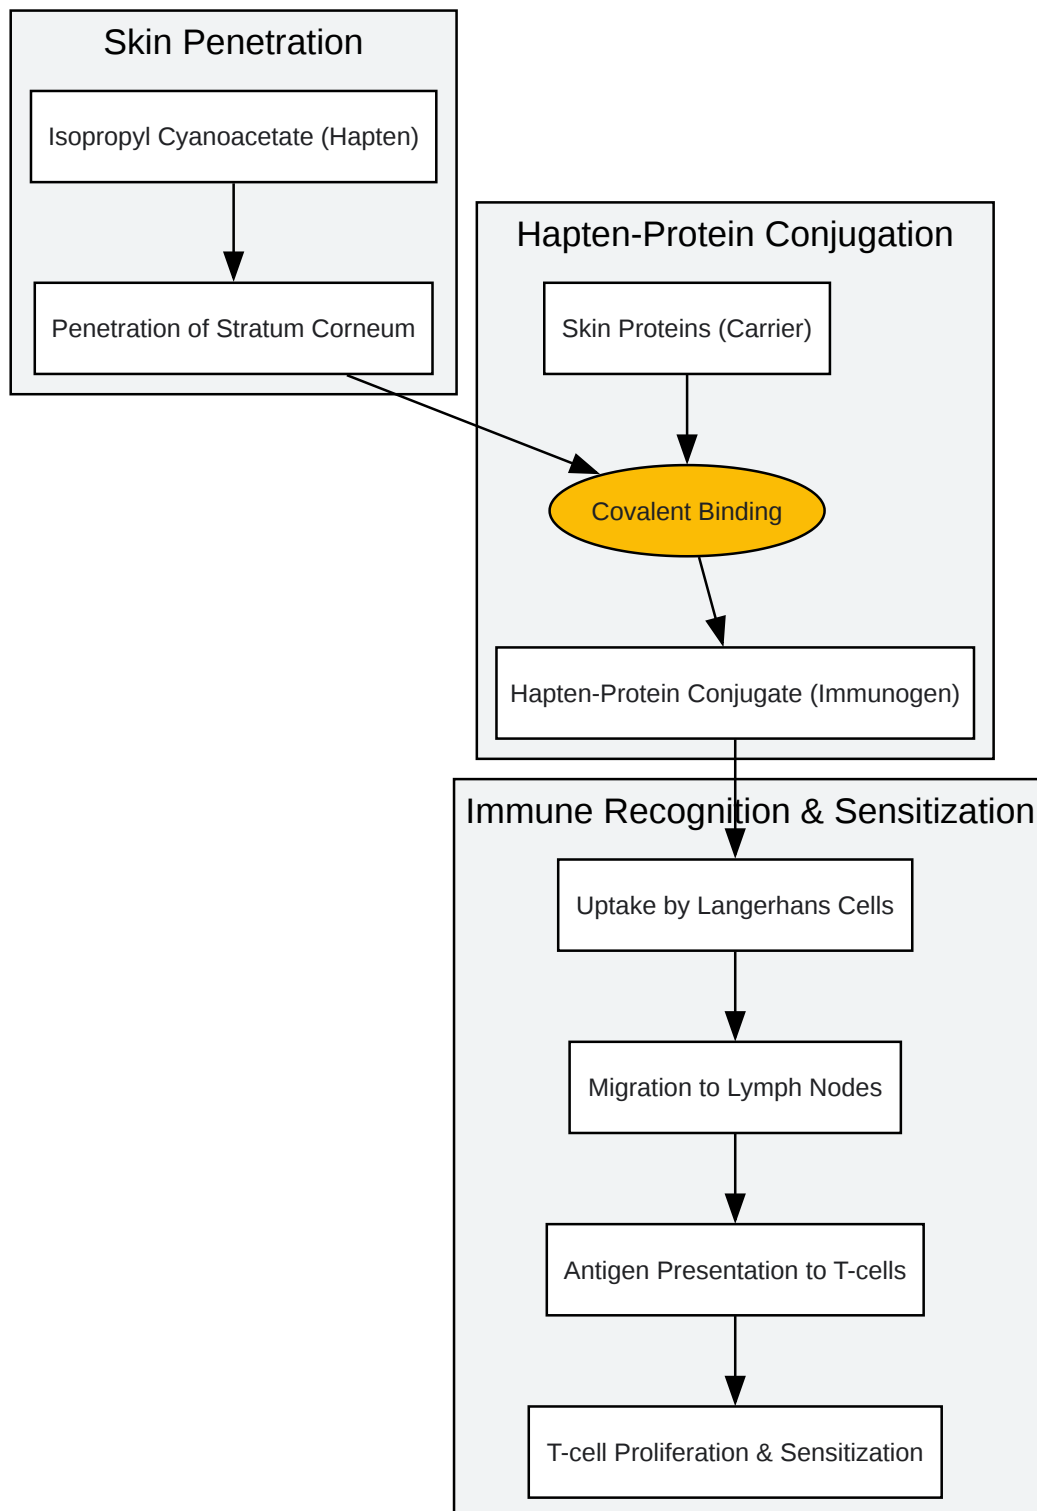 Skin Penetration
Isopropyl Cyanoacetate (Hapten)
Penetration of Stratum Corneum
Hapten-Protein Conjugation
Skin Proteins (Carrier)
Covalent Binding
Hapten-Protein Conjugate (Immunogen)
Immune Recognition & Sensitization
Uptake by Langerhans Cells
Migration to Lymph Nodes
Antigen Presentation to T-cells
T-cell Proliferation & Sensitization